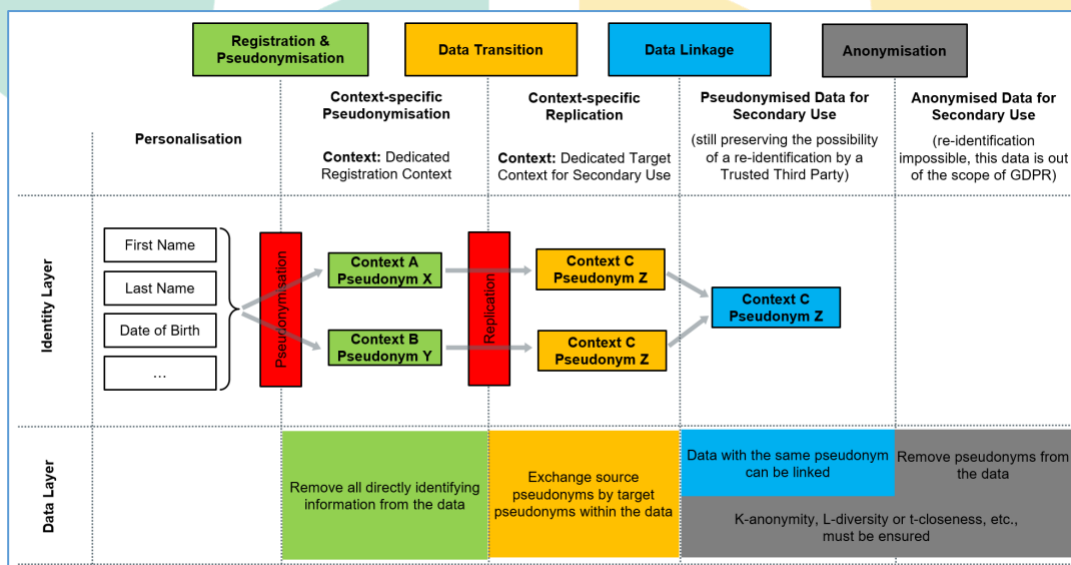 Registration &
Pseudonymisation
Data Transition
Data Linkage
Anonymisation
Personalisation
Context-specific
Pseudonymisation
Context: Dedicated
Registration Context
Context-specific
Replication
Context: Dedicated Target
Context for Secondary Use
Pseudonymised Data for
Secondary Use
(still preserving the possibility
of a re-identification by a
Trusted Third Party)
Anonymised Data for
Secondary Use
(re-identification
impossible, this data is out
of the scope of GDPR)
Identity Layer
First Name
Last Name
Date of Birth
...
Pseudonymisation
Context A
Pseudonym X
Context B
Pseudonym Y
Replication
Context C
Pseudonym Z
Context C
Pseudonym Z
Context C
Pseudonym Z
Data Layer
Remove all directly identifying
information from the data
Exchange source
pseudonyms by target
pseudonyms within the data
Data with the same pseudonym
can be linked
Remove pseudonyms from
the data
K-anonymity, L-diversity or t-closeness, etc.,
must be ensured